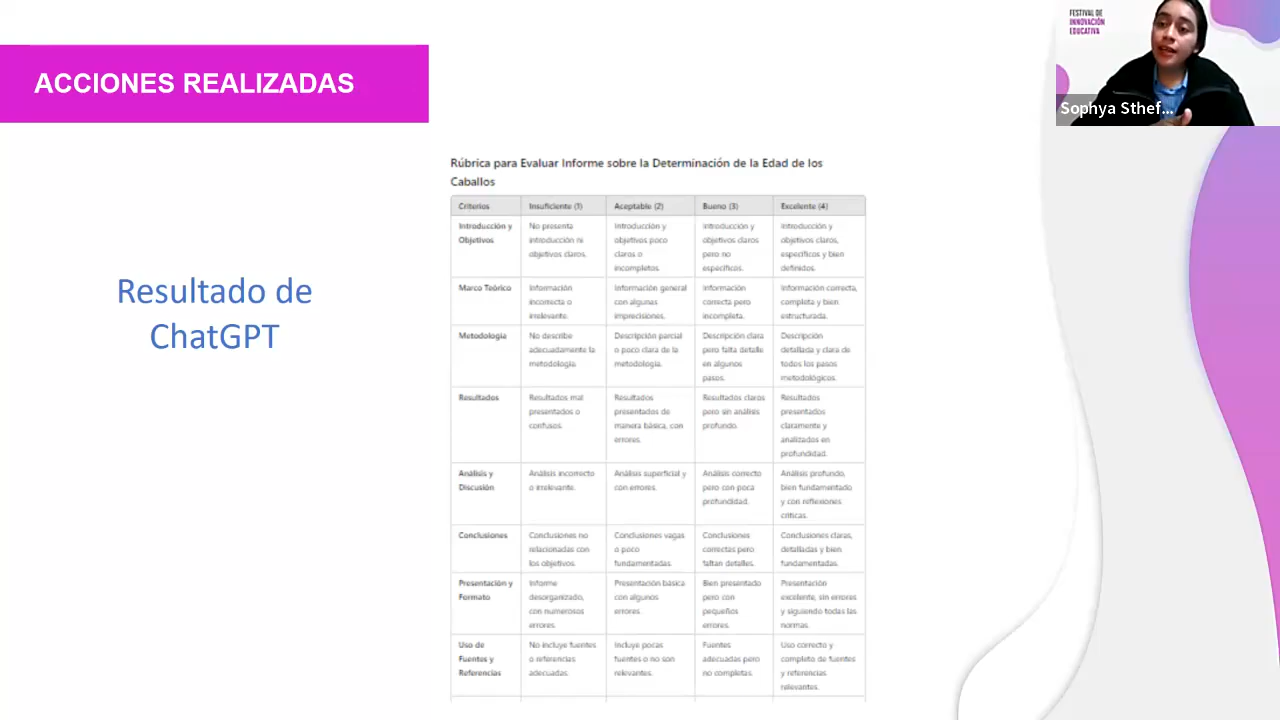 ACCIONES REALIZADAS
FESTIVAL DE
INNOVACIÓN
EDUCATIVA
Sophya Sthef...
Resultado de
ChatGPT
Rúbrica para Evaluar Informe sobre la Determinación de la Edad de los
Caballos
Criterios
Insuficiente (1)
Aceptable (2)
Bueno (3)
Excelente (4)
Introducción y
Objetivos
No presenta
introducción ni
objetivos claros.
Introducción y
objetivos poco
claros o
incompletos.
Introducción y
objetivos claros
pero no
específicos.
Introducción y
objetivos claros,
específicos y bien
definidos.
Marco Teórico
Información
incorrecta o
irrelevante.
Información general
con algunas
imprecisiones.
Información
correcta pero
incompleta.
Información correcta,
completa y bien
estructurada.
Metodología
No describe
adecuadamente la
metodología.
Descripción parcial
o poco clara de la
metodología.
Descripción clara
pero falta detalle
en algunos
pasos.
Descripción
detallada y clara de
todos los pasos
metodológicos.
Resultados
Resultados mal
presentados o
confusos.
Resultados
presentados de
manera básica, con
errores.
Resultados claros
pero sin análisis
profundo.
Resultados
presentados
claramente y
analizados en
profundidad.
Análisis y
Discusión
Análisis incorrecto
o irrelevante.
Análisis superficial y
con errores.
Análisis correcto
pero con poca
profundidad.
Análisis profundo,
bien fundamentado
y con reflexiones
críticas.
Conclusiones
Conclusiones no
relacionadas con
los objetivos.
Conclusiones vagas
o poco
fundamentadas.
Conclusiones
correctas pero
faltan detalles.
Conclusiones claras,
detalladas y bien
fundamentadas.
Presentación y
Formato
Informe
desorganizado,
con numerosos
errores.
Presentación básica
con algunos
errores.
Bien presentado
pero con
pequeños
errores.
Presentación
excelente, sin errores
y siguiendo todas las
normas.
Uso de
Fuentes y
Referencias
No incluye fuentes
o referencias
adecuadas.
Incluye pocas
fuentes o no son
relevantes.
Fuentes
adecuadas pero
no completas.
Uso correcto y
completo de fuentes
y referencias
relevantes.